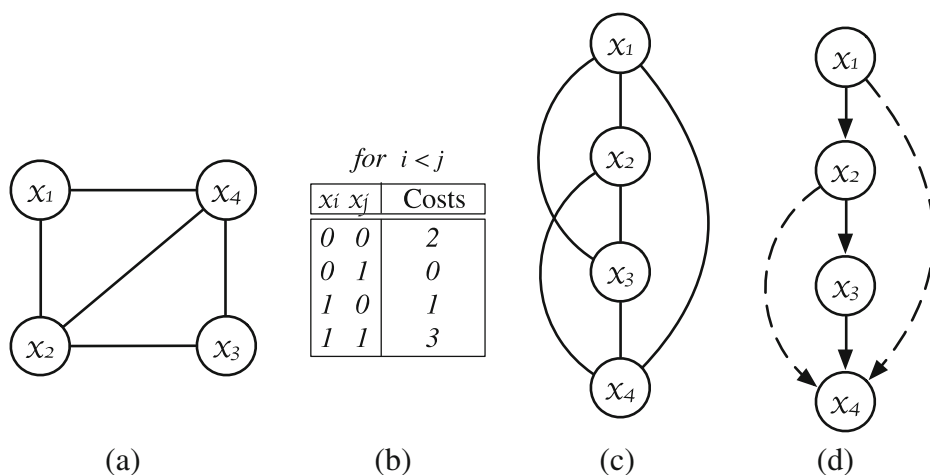 x1
x4
x2
x3
(a)
for i < j
xi xj Costs
0 0 2
0 1 0
1 0 1
1 1 3
(b)
x1
x2
x3
x4
(c)
x1
x2
x3
x4
(d)